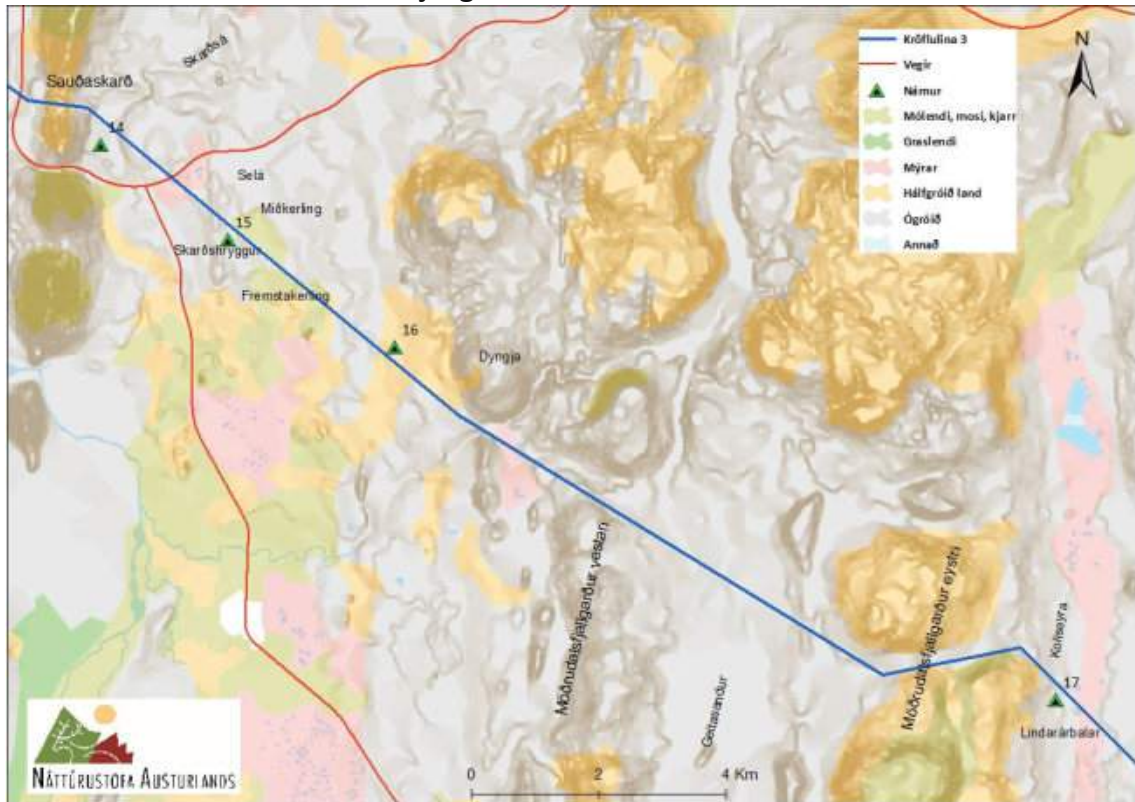 Skarðsá
Sauðaskarð
14
Selá
Miðkerling
15
Skarðshryggur
Fremstakerling
16
Dyngja
Möðrudalsfjallgarður vestari
Möðrudalsfjallgarður eystri
Geitasandur
17
Lindarárbalar
Kröflulína 3
Vegir
Námur
Mólendi, mosi, kjarr
Graslendi
Mýrar
Hálfgróið land
Ógróið
Annað
N
0 2 4 Km
NÁTTÚRUSTOFA AUSTURLANDS